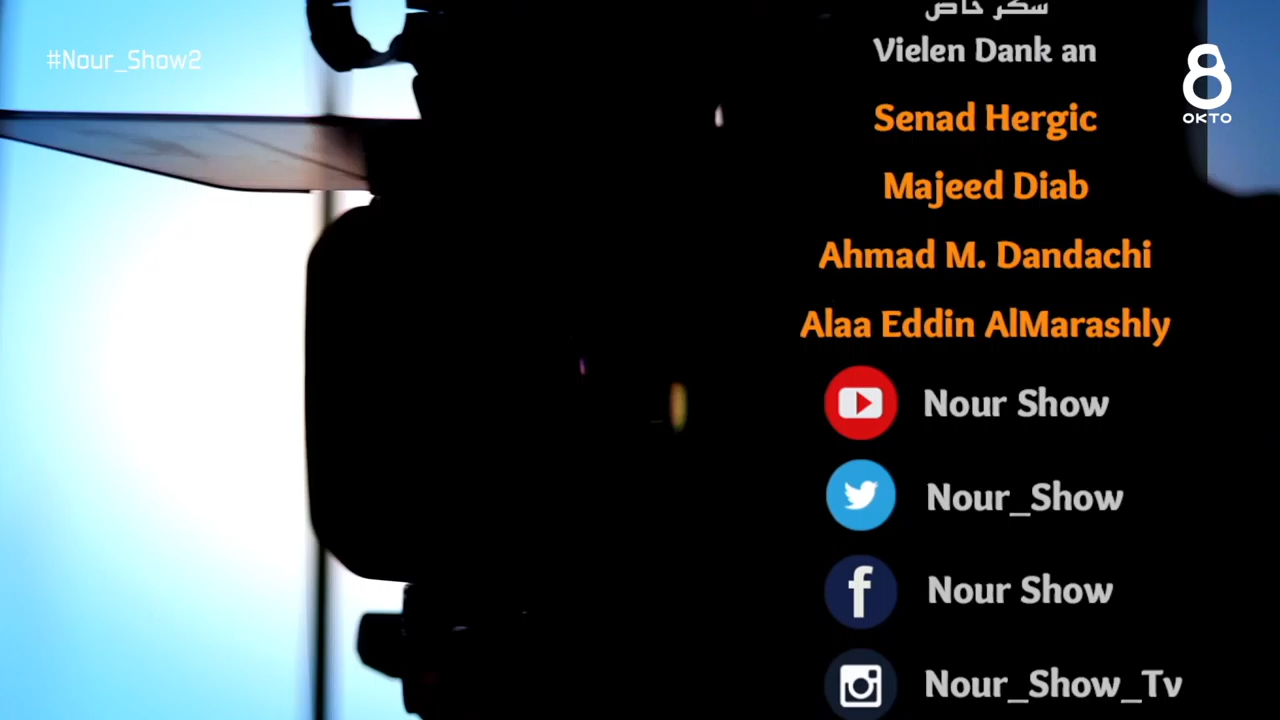 #Nour_Show2
شكر خاص
Vielen Dank an
Senad Hergic
Majeed Diab
Ahmad M. Dandachi
Alaa Eddin AlMarashly
Nour Show
Nour_Show
Nour Show
Nour_Show_Tv
8
OKTO